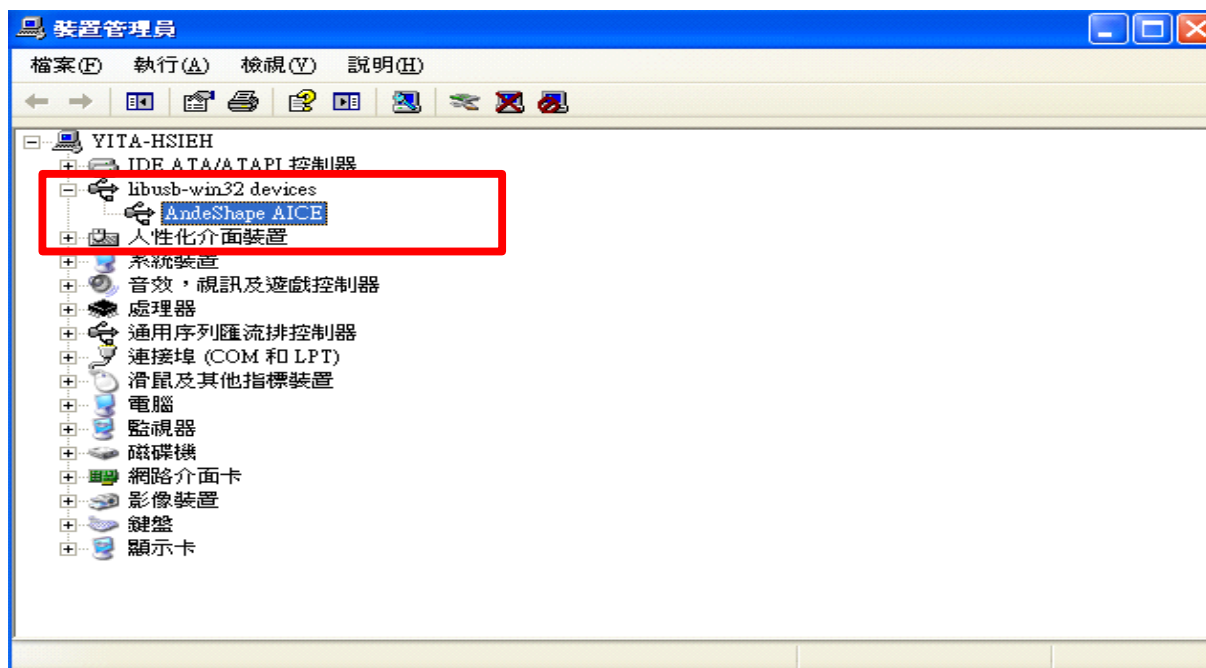 裝置管理員
檔案(F) 執行(A) 檢視(V) 說明(H)
YITA-HSIEH
IDE ATA/ATAPI 控制器
libusb-win32 devices
AndeShape AICE
人性化介面裝置
系統裝置
音效，視訊及遊戲控制器
處理器
通用序列匯流排控制器
連接埠 (COM 和 LPT)
滑鼠及其他指標裝置
電腦
監視器
磁碟機
網路介面卡
影像裝置
鍵盤
顯示卡